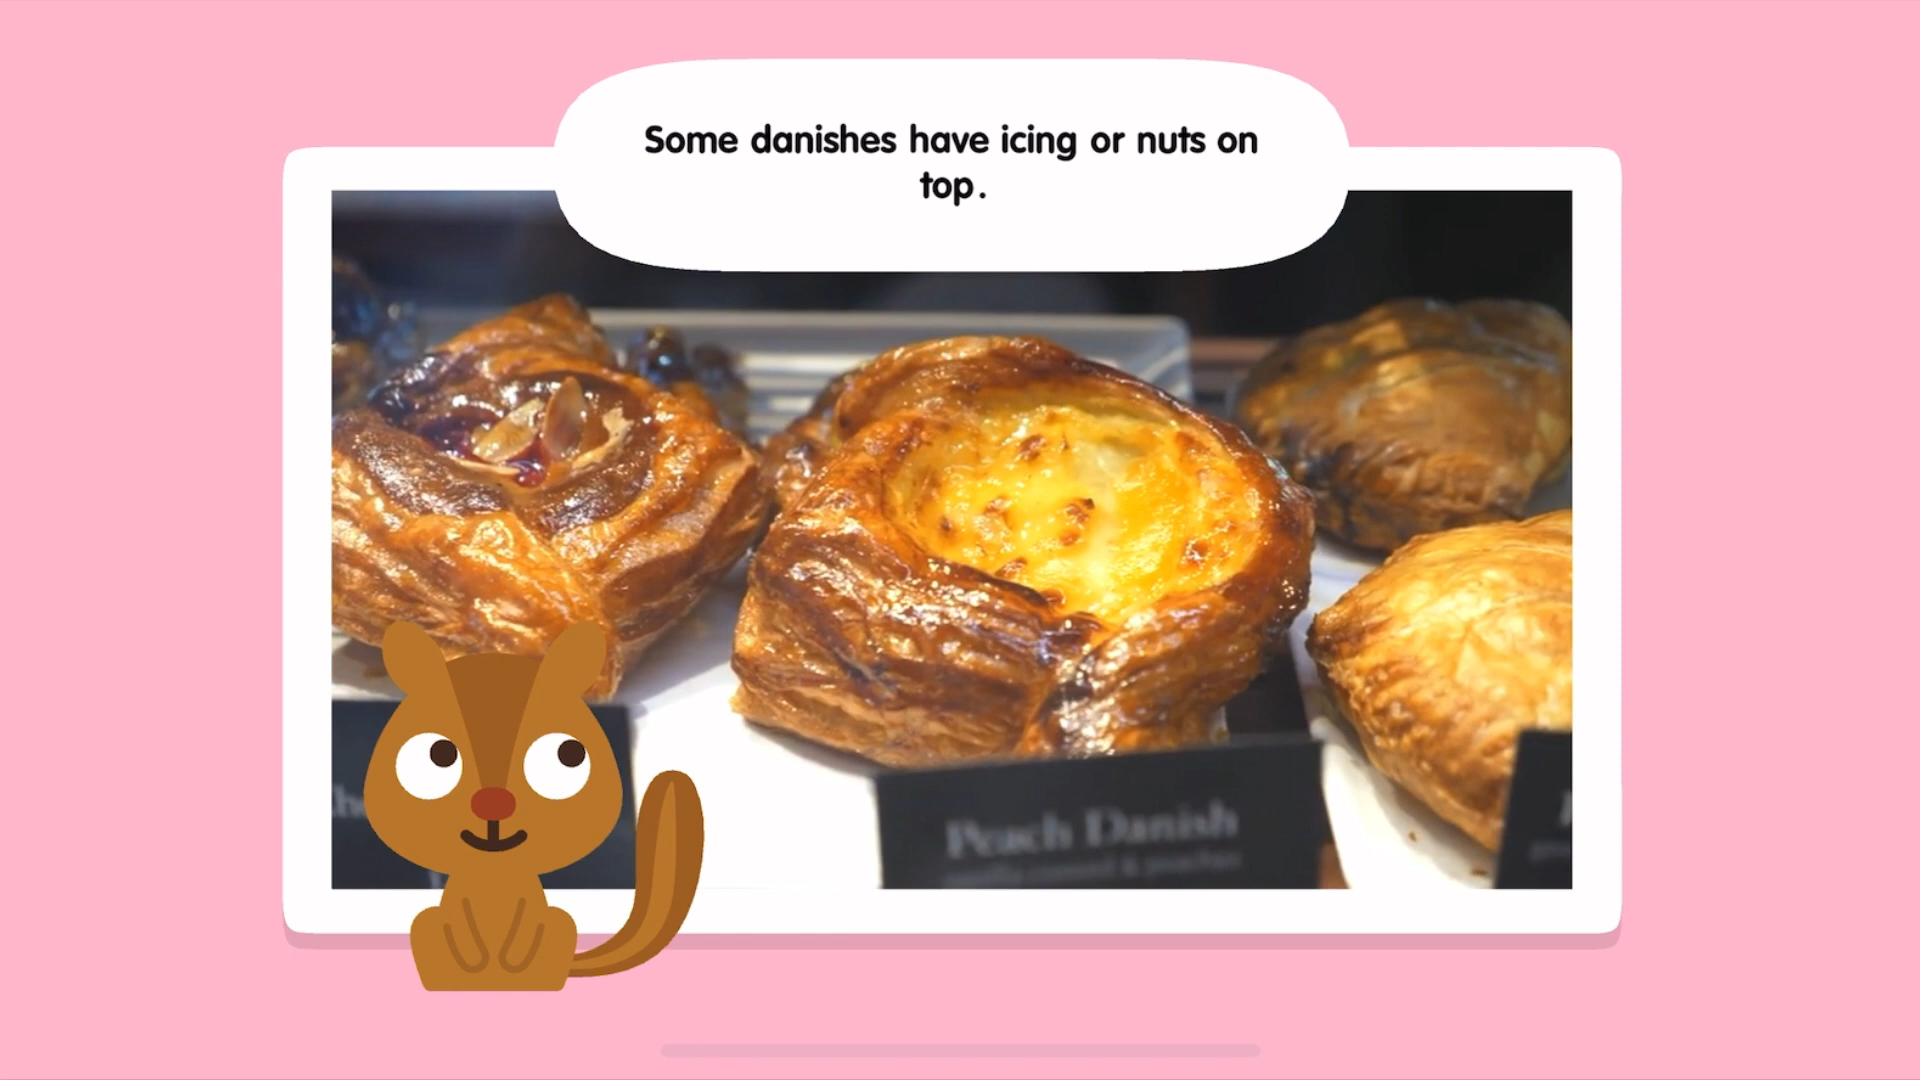 Some danishes have icing or nuts on
top.
Peach Danish